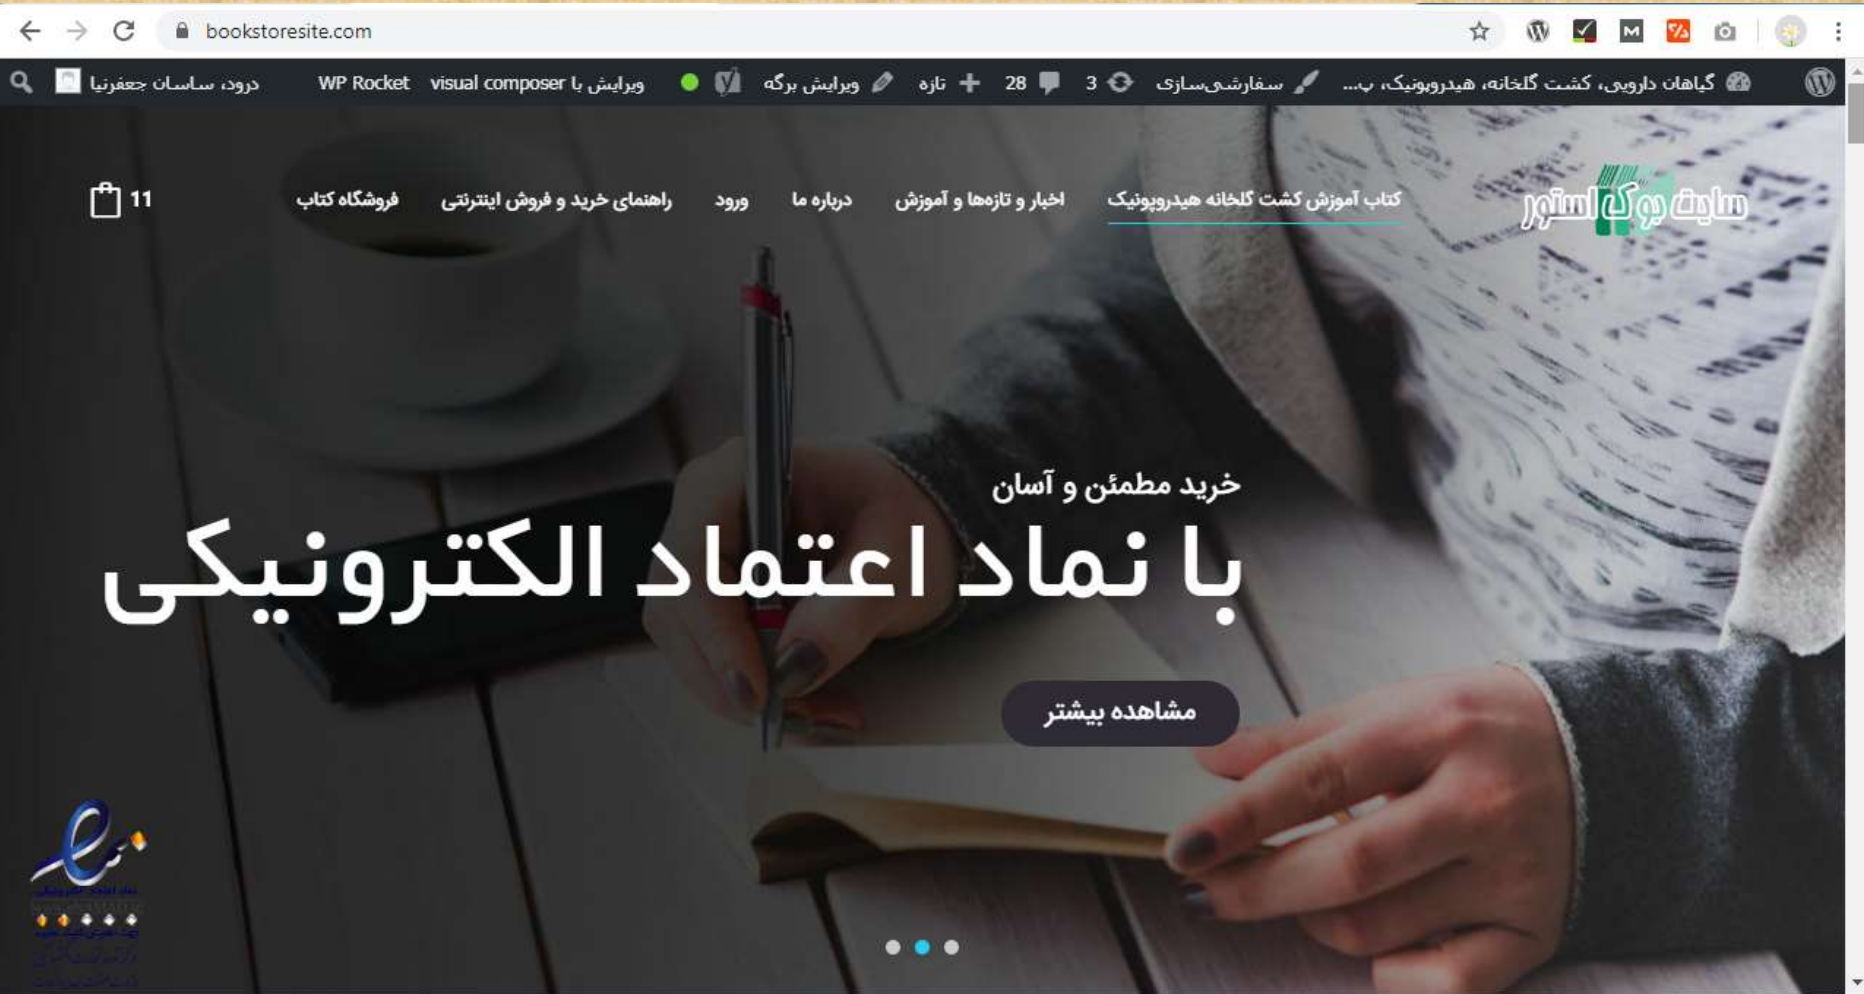 bookstoresite.com
گیاهان دارویی، کشت گلخانه، هیدروپونیک، پ... سفارشی‌سازی 3 28 تازه ویرایش برگه ویرایش با visual composer WP Rocket درود، ساسان جعفرنیا
سایت بوک استور
کتاب آموزش کشت گلخانه هیدروپونیک اخبار و تازه‌ها و آموزش درباره ما ورود راهنمای خرید و فروش اینترنتی فروشگاه کتاب 11
خرید مطمئن و آسان
با نماد اعتماد الکترونیکی
مشاهده بیشتر